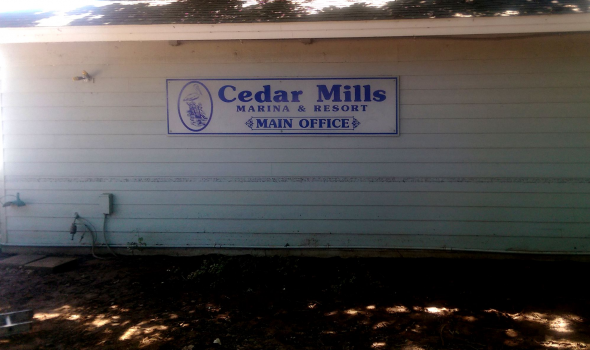 Cedar Mills
MARINA & RESORT
MAIN OFFICE